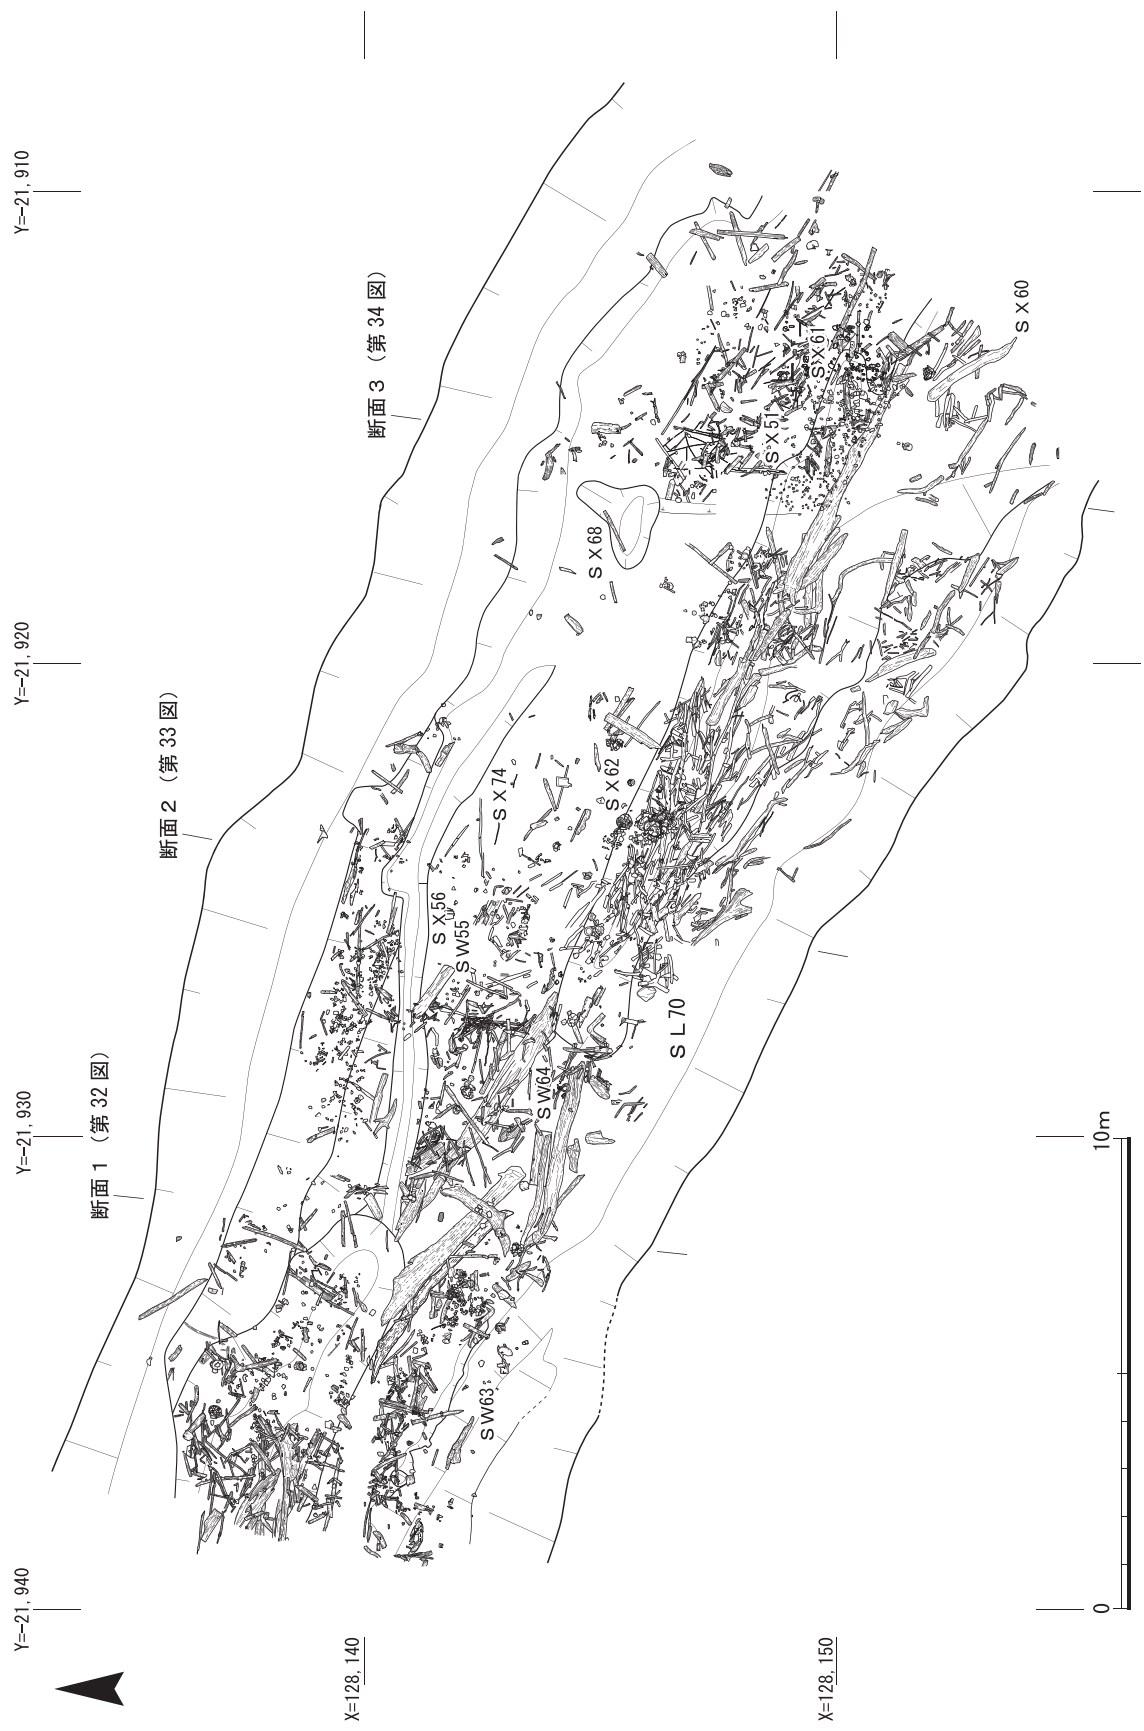 Y=-21,940
Y=-21,930
Y=-21,920
Y=-21,910
X=128,140
X=128,150
断面1（第32図）
断面2（第33図）
断面3（第34図）
SX74
SX56
SW55
SX68
SX62
SX51
SX61
SX60
SW64
SW63
SL70
0
10m